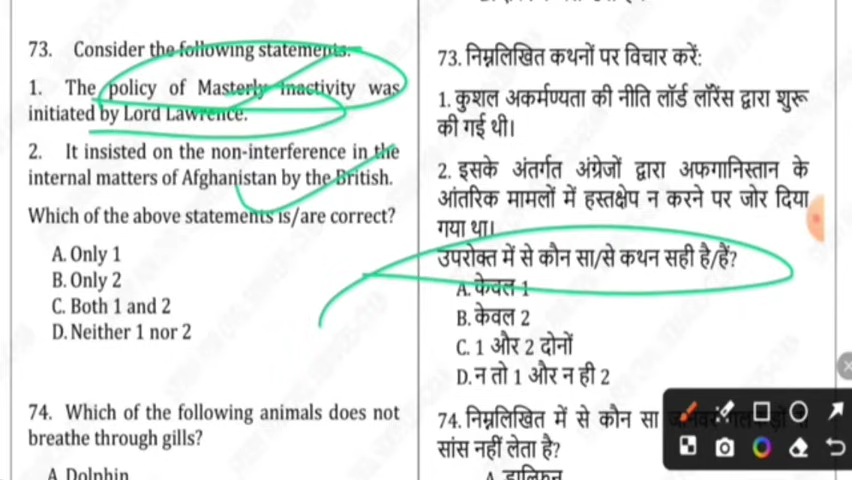 73. Consider the following statements:
1. The policy of Masterly Inactivity was
initiated by Lord Lawrence.
2. It insisted on the non-interference in the
internal matters of Afghanistan by the British.
Which of the above statements is/are correct?
A. Only 1
B. Only 2
C. Both 1 and 2
D. Neither 1 nor 2
74. Which of the following animals does not
breathe through gills?
A. Dolphin
73. निम्नलिखित कथनों पर विचार करें:
1. कुशल अकर्मण्यता की नीति लॉर्ड लॉरेंस द्वारा शुरू
की गई थी।
2. इसके अंतर्गत अंग्रेजों द्वारा अफगानिस्तान के
आंतरिक मामलों में हस्तक्षेप न करने पर जोर दिया
गया था।
उपरोक्त में से कौन सा/से कथन सही है/हैं?
A. केवल 1
B. केवल 2
C. 1 और 2 दोनों
D. न तो 1 और न ही 2
74. निम्नलिखित में से कौन सा
सांस नहीं लेता है?
A. डाल्फिन